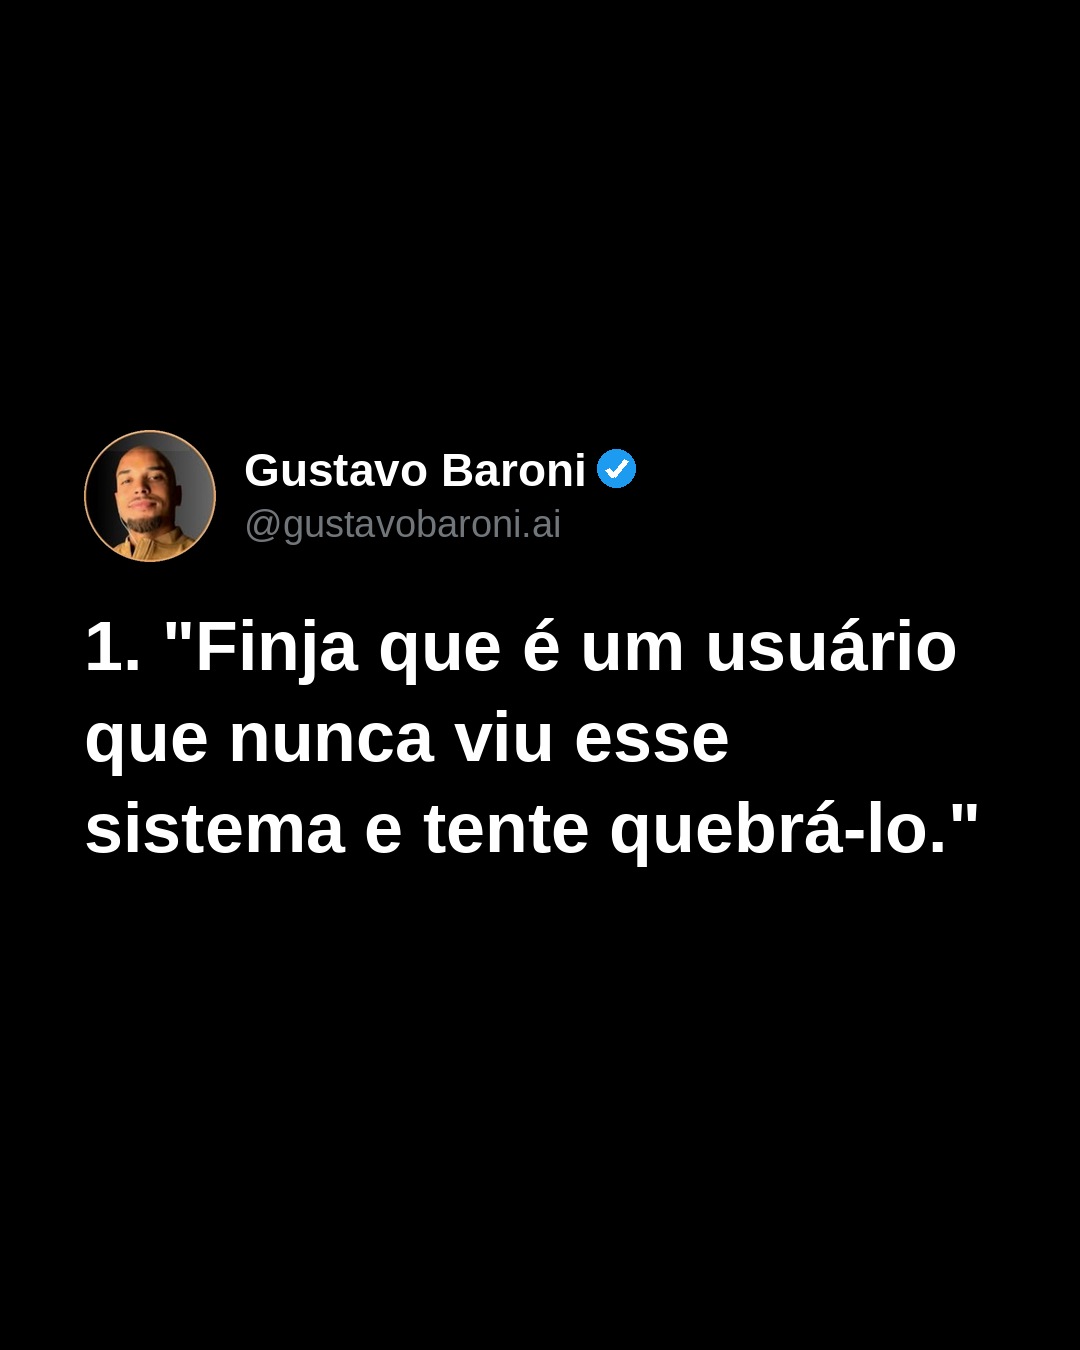 Gustavo Baroni
@gustavobaroni.ai
1. "Finja que é um usuário
que nunca viu esse
sistema e tente quebrá-lo."